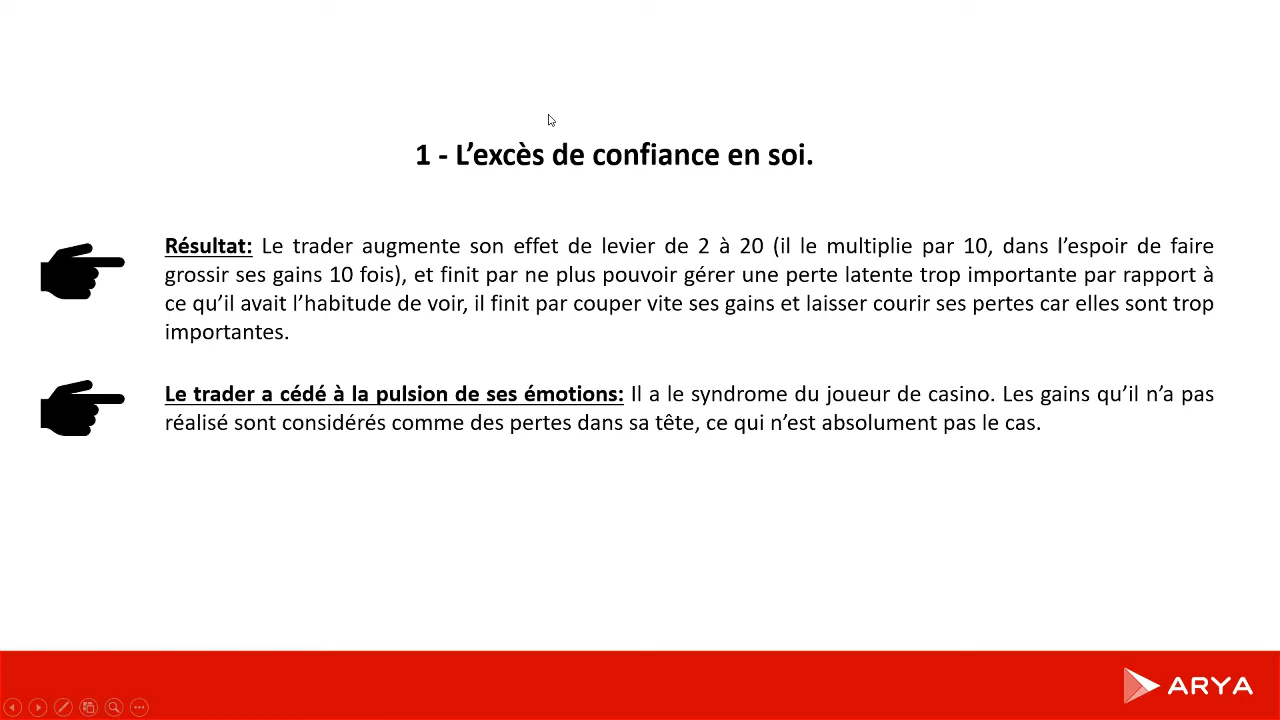 1 - L’excès de confiance en soi.
Résultat: Le trader augmente son effet de levier de 2 à 20 (il le multiplie par 10, dans l’espoir de faire
grossir ses gains 10 fois), et finit par ne plus pouvoir gérer une perte latente trop importante par rapport à
ce qu’il avait l’habitude de voir, il finit par couper vite ses gains et laisser courir ses pertes car elles sont trop
importantes.
Le trader a cédé à la pulsion de ses émotions: Il a le syndrome du joueur de casino. Les gains qu’il n’a pas
réalisé sont considérés comme des pertes dans sa tête, ce qui n’est absolument pas le cas.
ARYA